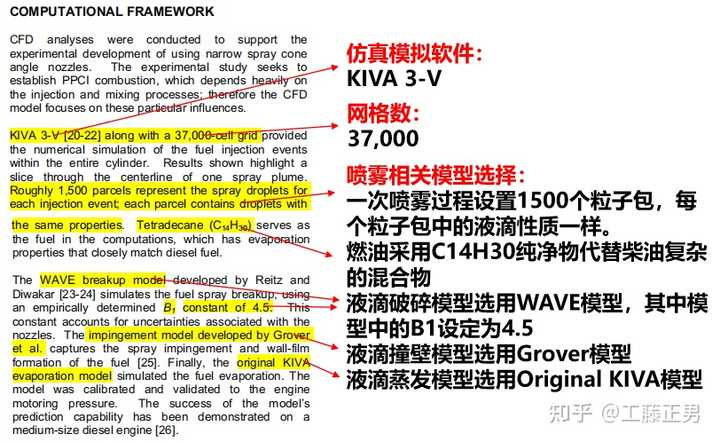 COMPUTATIONAL FRAMEWORK
CFD analyses were conducted to support the
experimental development of using narrow spray cone
angle nozzles. The experimental study seeks to
establish PPCI combustion, which depends heavily on
the injection and mixing processes; therefore the CFD
model focuses on these particular influences.
KIVA 3-V [20-22] along with a 37,000-cell grid provided
the numerical simulation of the fuel injection events
within the entire cylinder. Results shown highlight a
slice through the centerline of one spray plume.
Roughly 1,500 parcels represent the spray droplets for
each injection event; each parcel contains droplets with
the same properties. Tetradecane (C14H30) serves as
the fuel in the computations, which has evaporation
properties that closely match diesel fuel.
The WAVE breakup model developed by Reitz and
Diwakar [23-24] simulates the fuel spray breakup, using
an empirically determined B1 constant of 4.5. This
constant accounts for uncertainties associated with the
nozzles. The impingement model developed by Grover
et al. captures the spray impingement and wall-film
formation of the fuel [25]. Finally, the original KIVA
evaporation model simulated the fuel evaporation. The
model was calibrated and validated to the engine
motoring pressure. The success of the model's
prediction capability has been demonstrated on a
medium-size diesel engine [26].
仿真模拟软件:
KIVA 3-V
网格数:
37,000
喷雾相关模型选择:
一次喷雾过程设置1500个粒子包，每
个粒子包中的液滴性质一样。
燃油采用C14H30纯净物代替柴油复杂
的混合物
液滴破碎模型选用WAVE模型，其中模
型中的B1设定为4.5
液滴撞壁模型选用Grover模型
液滴蒸发模型选用Original KIVA模型
知乎 @工藤正男